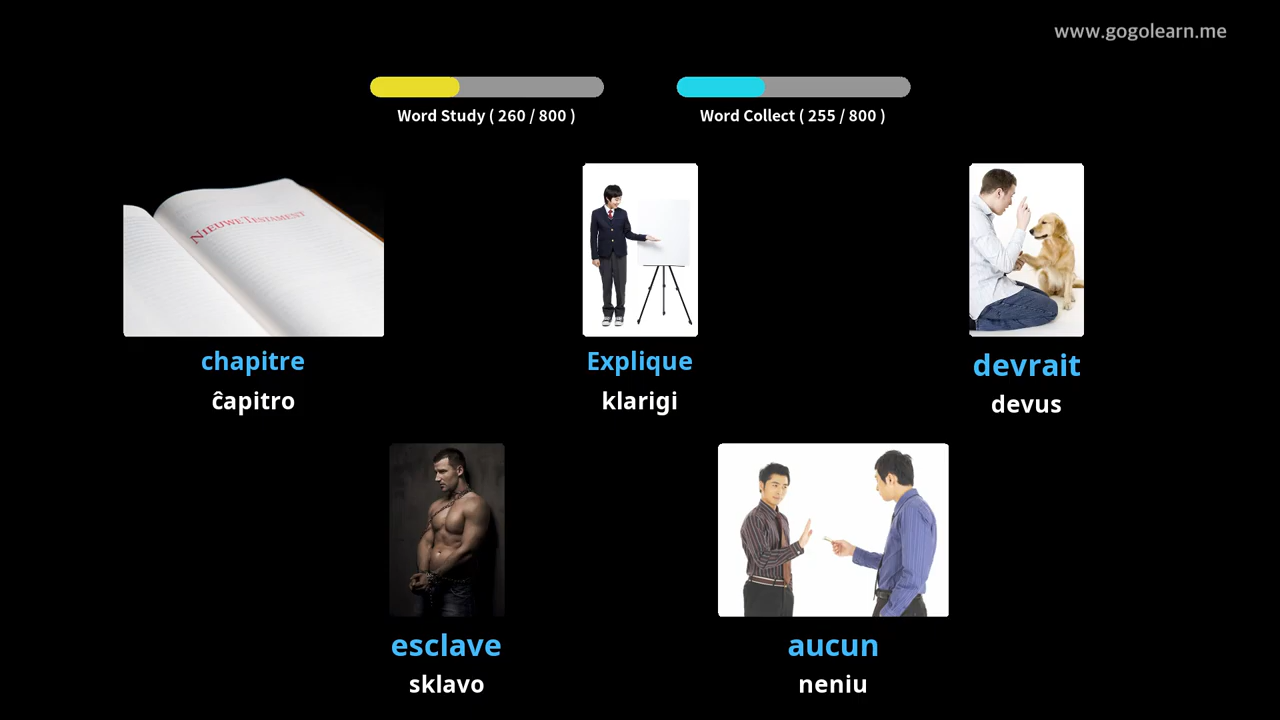 www.gogolearn.me
Word Study ( 260 / 800 )
Word Collect ( 255 / 800 )
NIEUWE TESTAMENT
chapitre
ĉapitro
Explique
klarigi
devrait
devus
esclave
sklavo
aucun
neniu